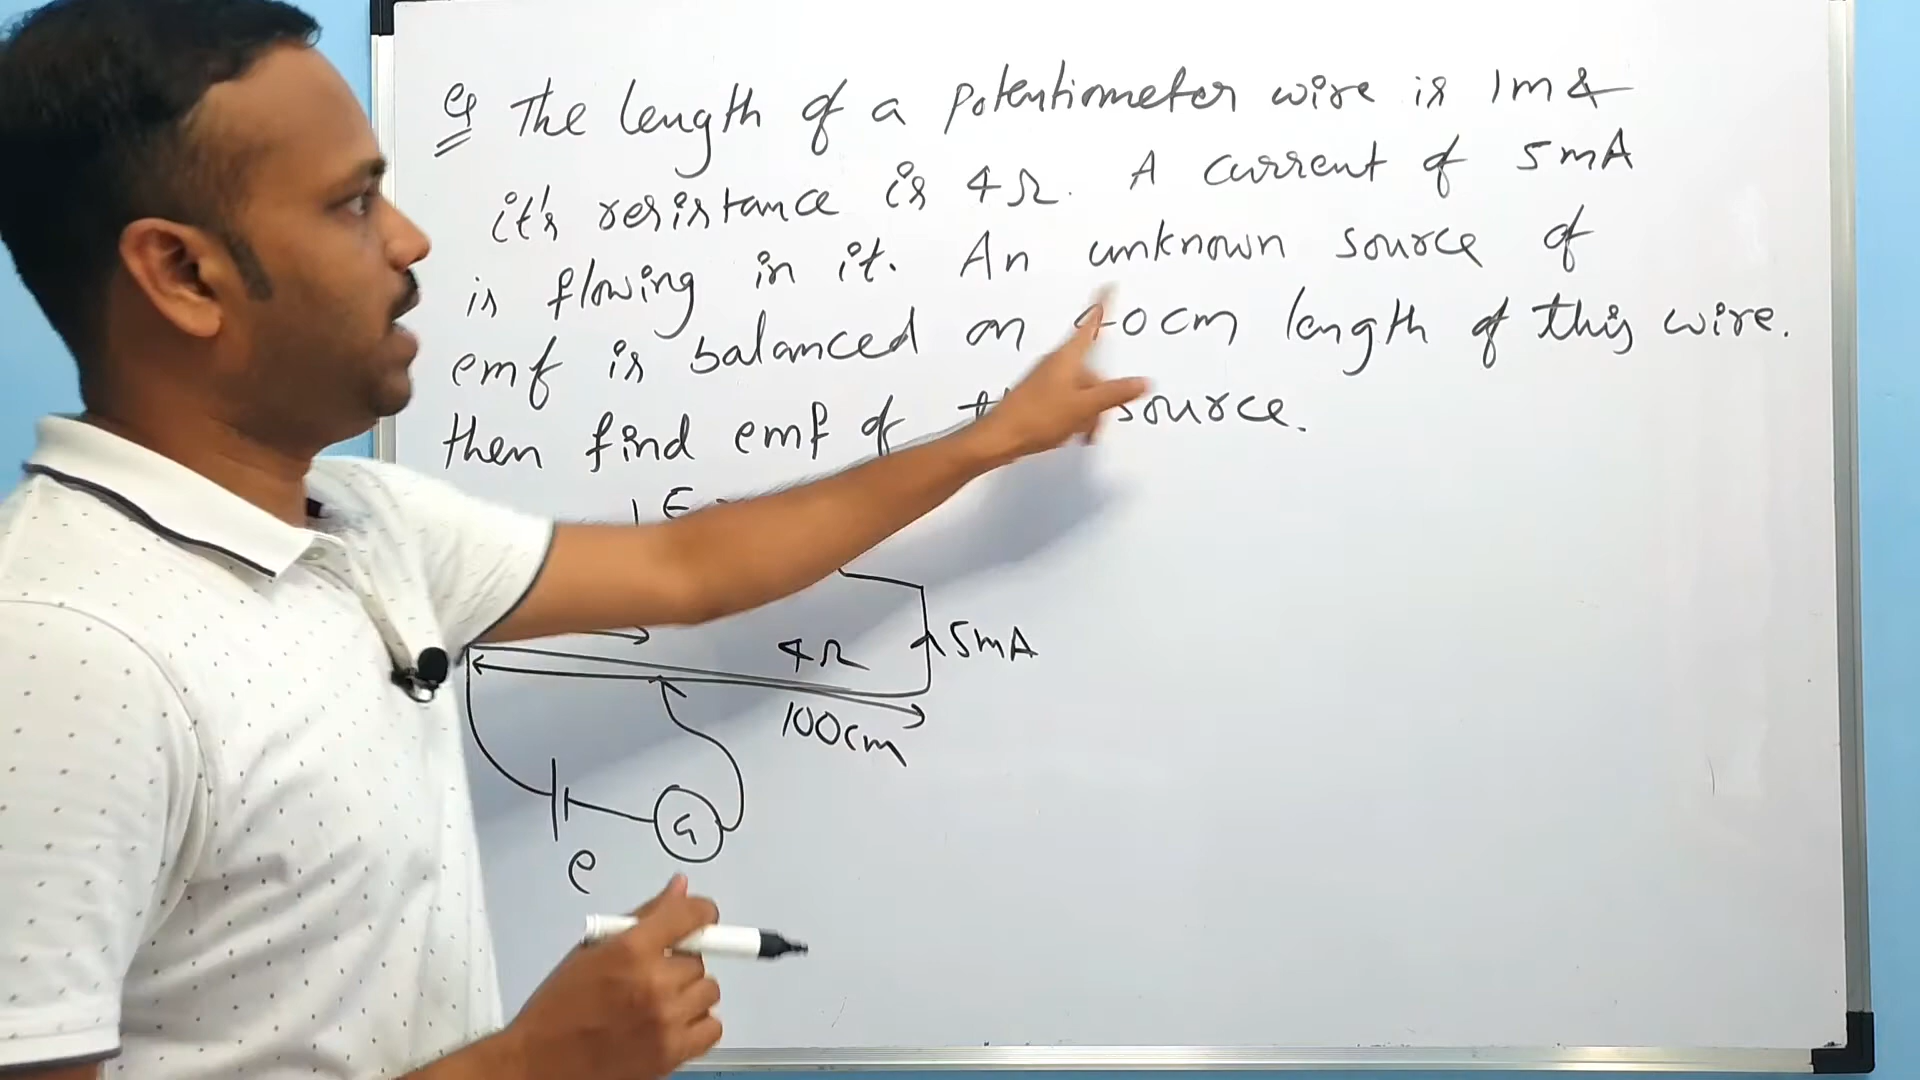 eg The length of a potentiometer wire is 1m &
it's resistance is 4Ω. A current of 5mA
is flowing in it. An unknown source of
emf is balanced on 40cm length of this wire.
then find emf of source.
E
4Ω
5mA
100cm
G
e